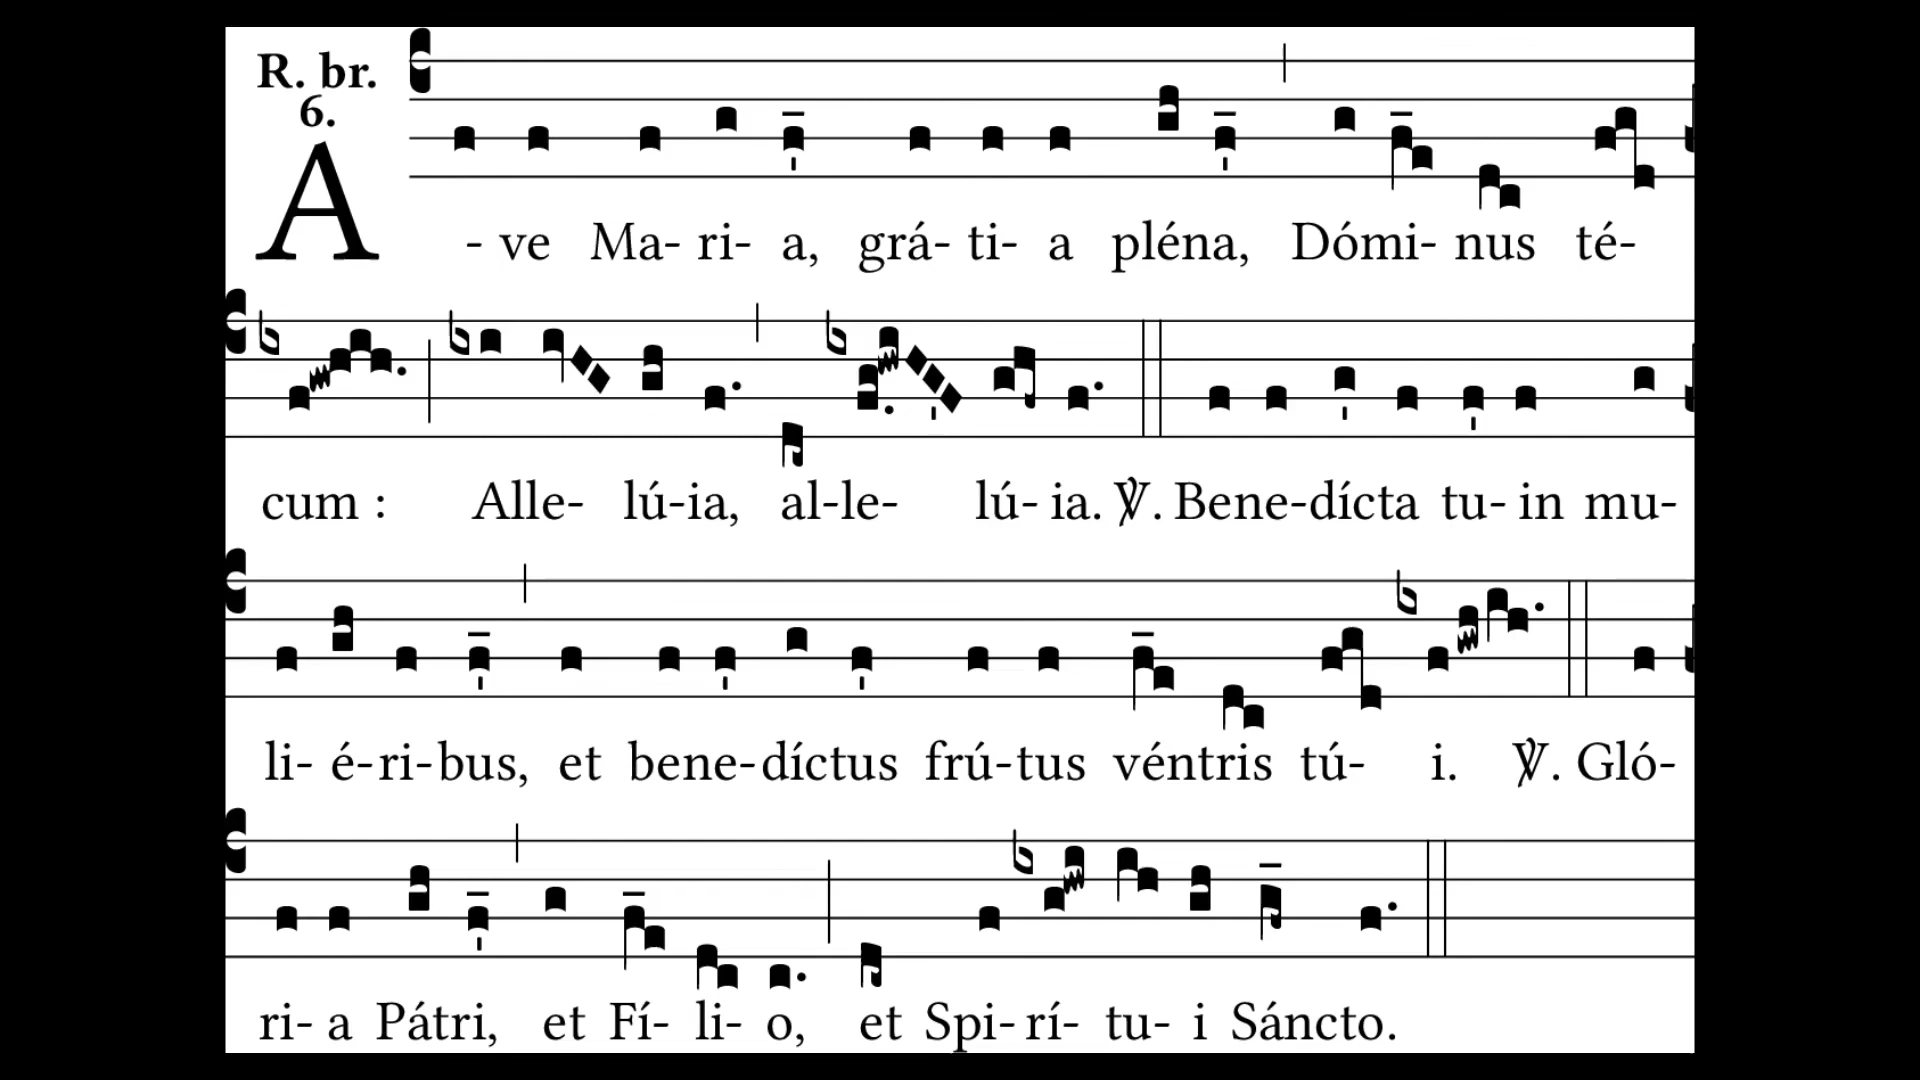 R. br.
6.
A - ve Ma- ri- a, grá- ti- a pléna, Dómi- nus té-
cum : Alle- lú-ia, al-le- lú- ia. ℣. Bene-dícta tu- in mu-
li- é-ri-bus, et bene-díctus frú-tus véntris tú- i. ℣. Gló-
ri- a Pátri, et Fí- li- o, et Spi-rí- tu- i Sáncto.